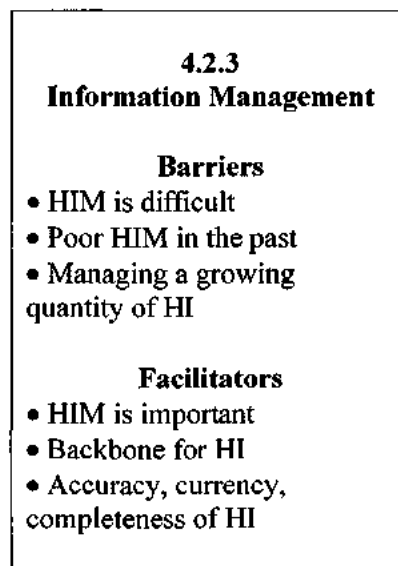 4.2.3
Information Management
Barriers
• HIM is difficult
• Poor HIM in the past
• Managing a growing
quantity of HI
Facilitators
• HIM is important
• Backbone for HI
• Accuracy, currency,
completeness of HI